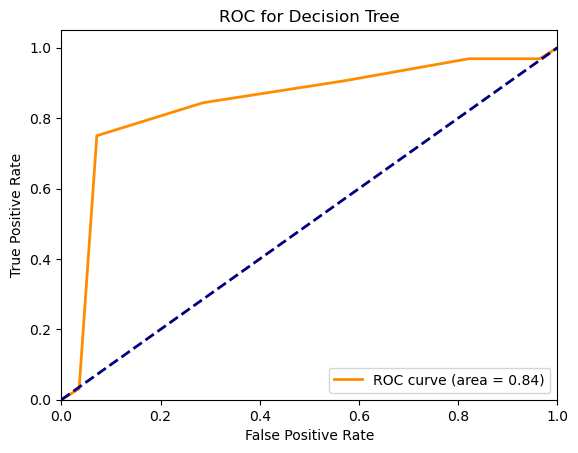 ROC for Decision Tree
1.0
0.8
0.6
0.4
0.2
0.0
True Positive Rate
0.0 0.2 0.4 0.6 0.8 1.0
False Positive Rate
ROC curve (area = 0.84)